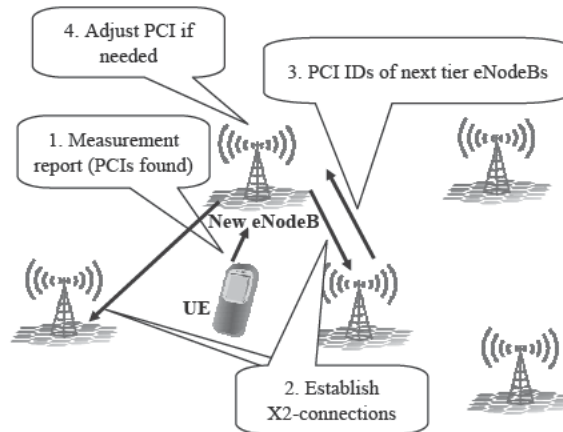 4. Adjust PCI if
needed
3. PCI IDs of next tier eNodeBs
1. Measurement
report (PCIs found)
New eNodeB
UE
2. Establish
X2-connections